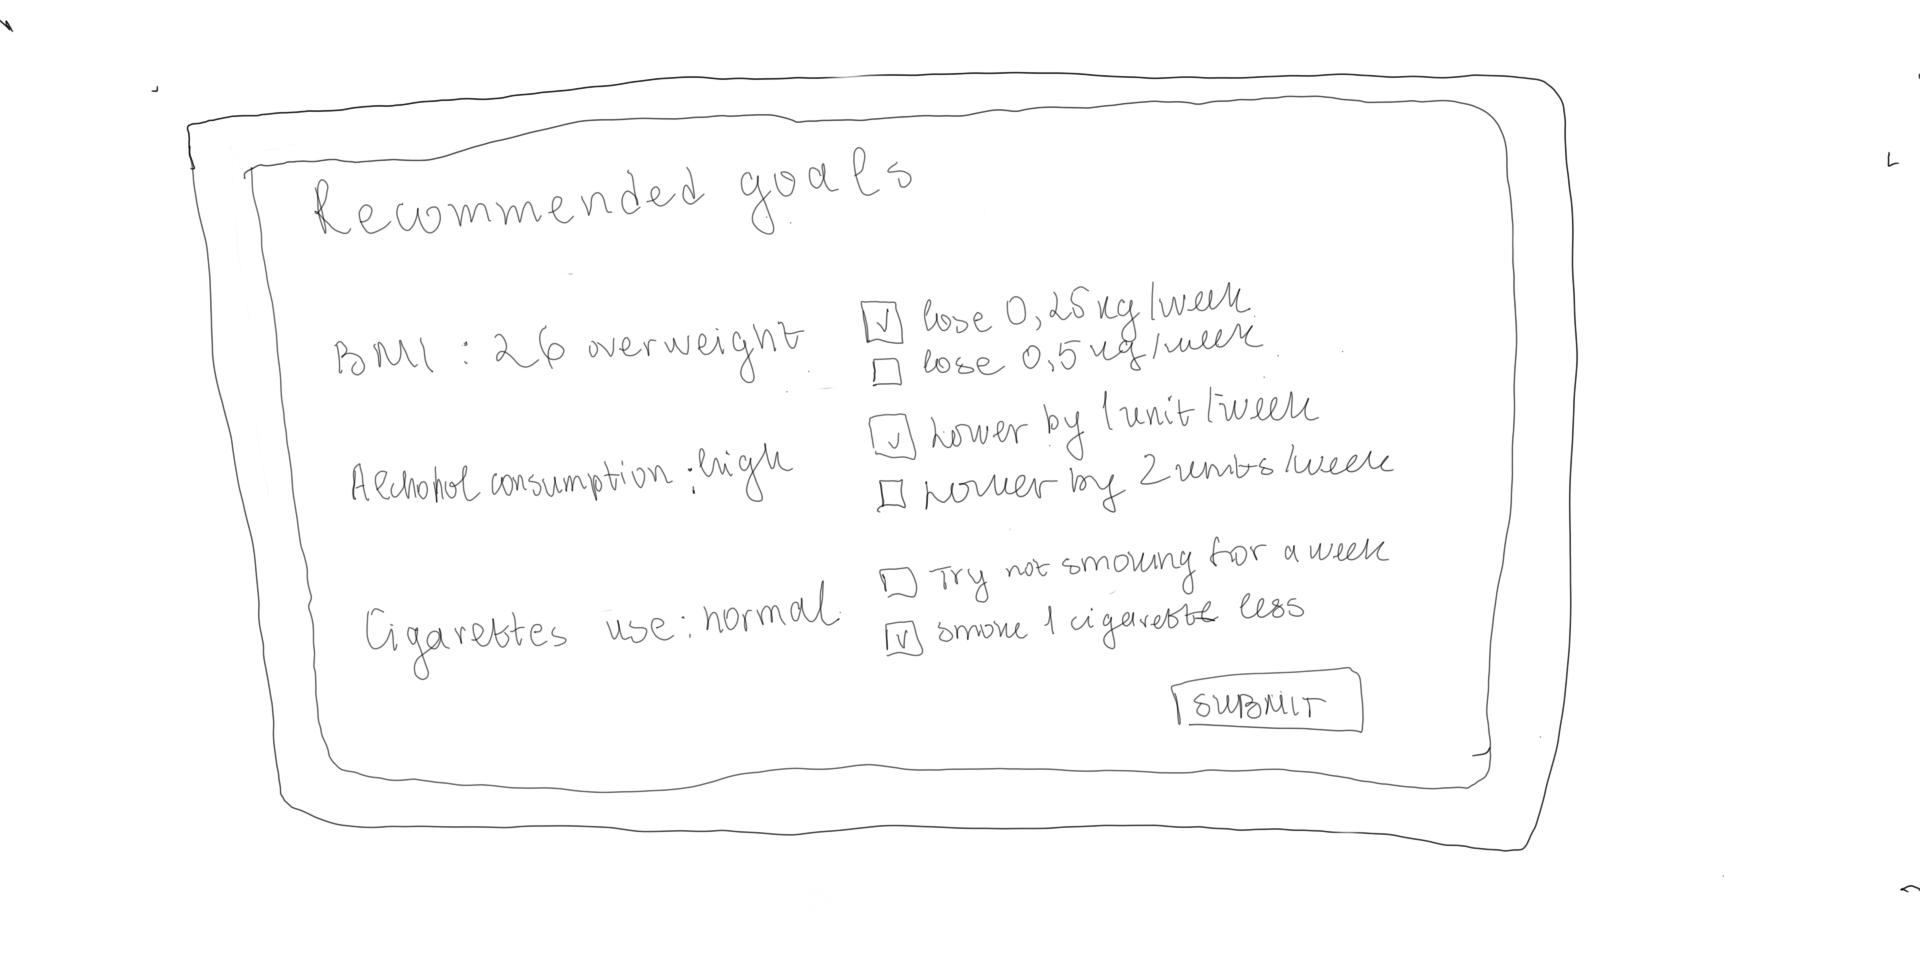 Recommended goals
BMI : 26 overweight
☑ lose 0,25 kg/week
☐ lose 0,5 kg/week
Alchohol consumption : high
☑ Lower by 1 unit/week
☐ Lower by 2 units/week
Cigarettes use : normal
☐ Try not smoking for a week
☑ smoke 1 cigarette less
SUBMIT